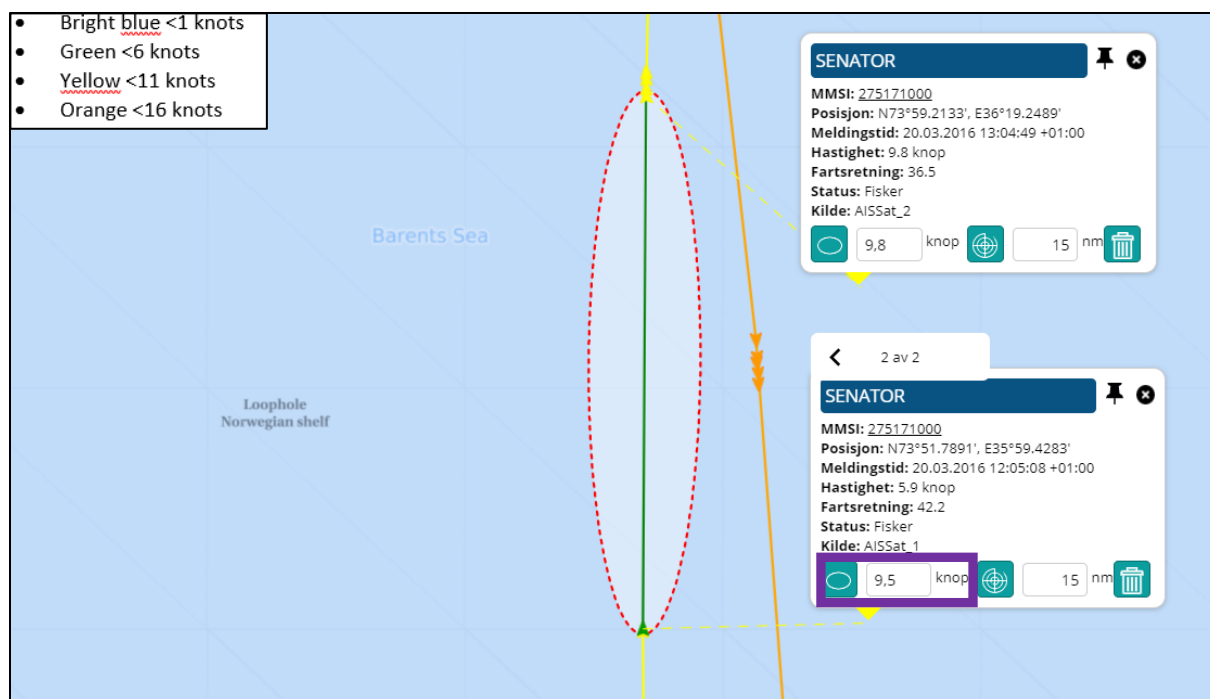 Bright blue <1 knots
Green <6 knots
Yellow <11 knots
Orange <16 knots
Barents Sea
Loophole
Norwegian shelf
SENATOR
MMSI: 275171000
Posisjon: N73°59.2133', E36°19.2489'
Meldingstid: 20.03.2016 13:04:49 +01:00
Hastighet: 9.8 knop
Fartsretning: 36.5
Status: Fisker
Kilde: AISSat_2
9,8 knop 15 nm
2 av 2
SENATOR
MMSI: 275171000
Posisjon: N73°51.7891', E35°59.4283'
Meldingstid: 20.03.2016 12:05:08 +01:00
Hastighet: 5.9 knop
Fartsretning: 42.2
Status: Fisker
Kilde: AISSat_1
9,5 knop 15 nm